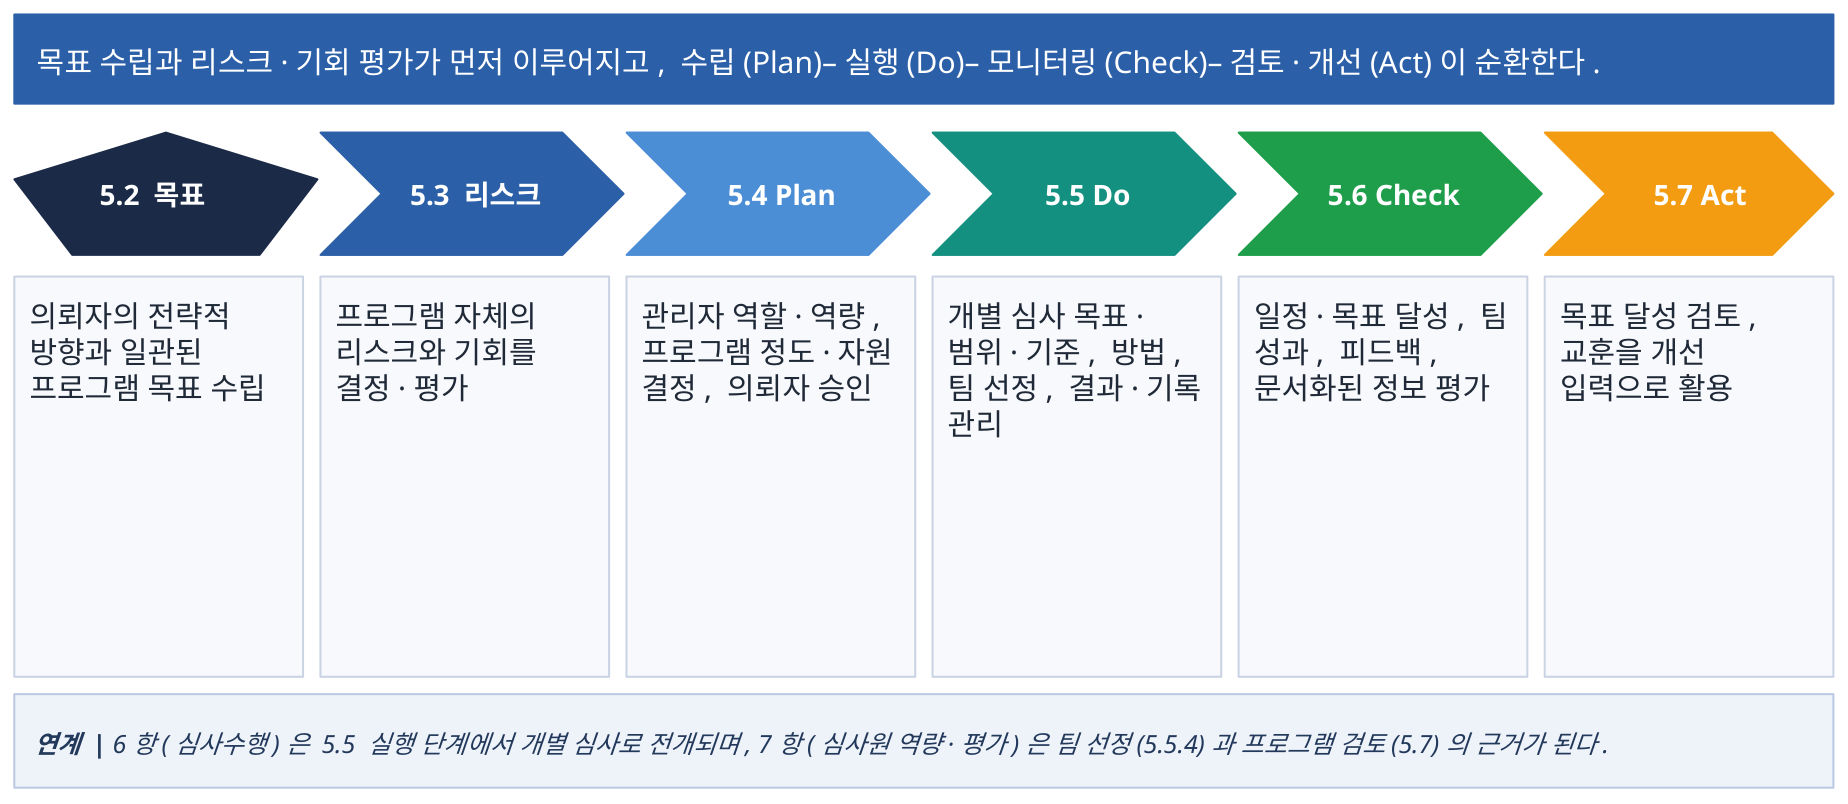 목표 수립과 리스크 · 기회 평가가 먼저 이루어지고 , 수립 (Plan)– 실행 (Do)– 모니터링 (Check)– 검토 · 개선 (Act) 이 순환한다 .
5.2 목표
5.3 리스크
5.4 Plan
5.5 Do
5.6 Check
5.7 Act
의뢰자의 전략적
방향과 일관된
프로그램 목표 수립
프로그램 자체의
리스크와 기회를
결정 · 평가
관리자 역할 · 역량 ,
프로그램 정도 · 자원
결정 , 의뢰자 승인
개별 심사 목표 ·
범위 · 기준 , 방법 ,
팀 선정 , 결과 · 기록
관리
일정 · 목표 달성 , 팀
성과 , 피드백 ,
문서화된 정보 평가
목표 달성 검토 ,
교훈을 개선
입력으로 활용
연계 | 6 항 ( 심사수행 ) 은 5.5 실행 단계에서 개별 심사로 전개되며 , 7 항 ( 심사원 역량 · 평가 ) 은 팀 선정 (5.5.4) 과 프로그램 검토 (5.7) 의 근거가 된다 .